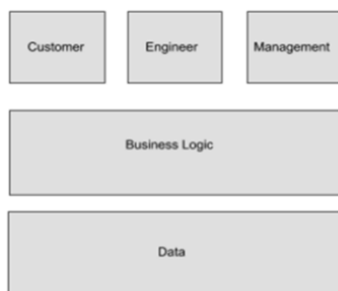 Customer
Engineer
Management
Business Logic
Data